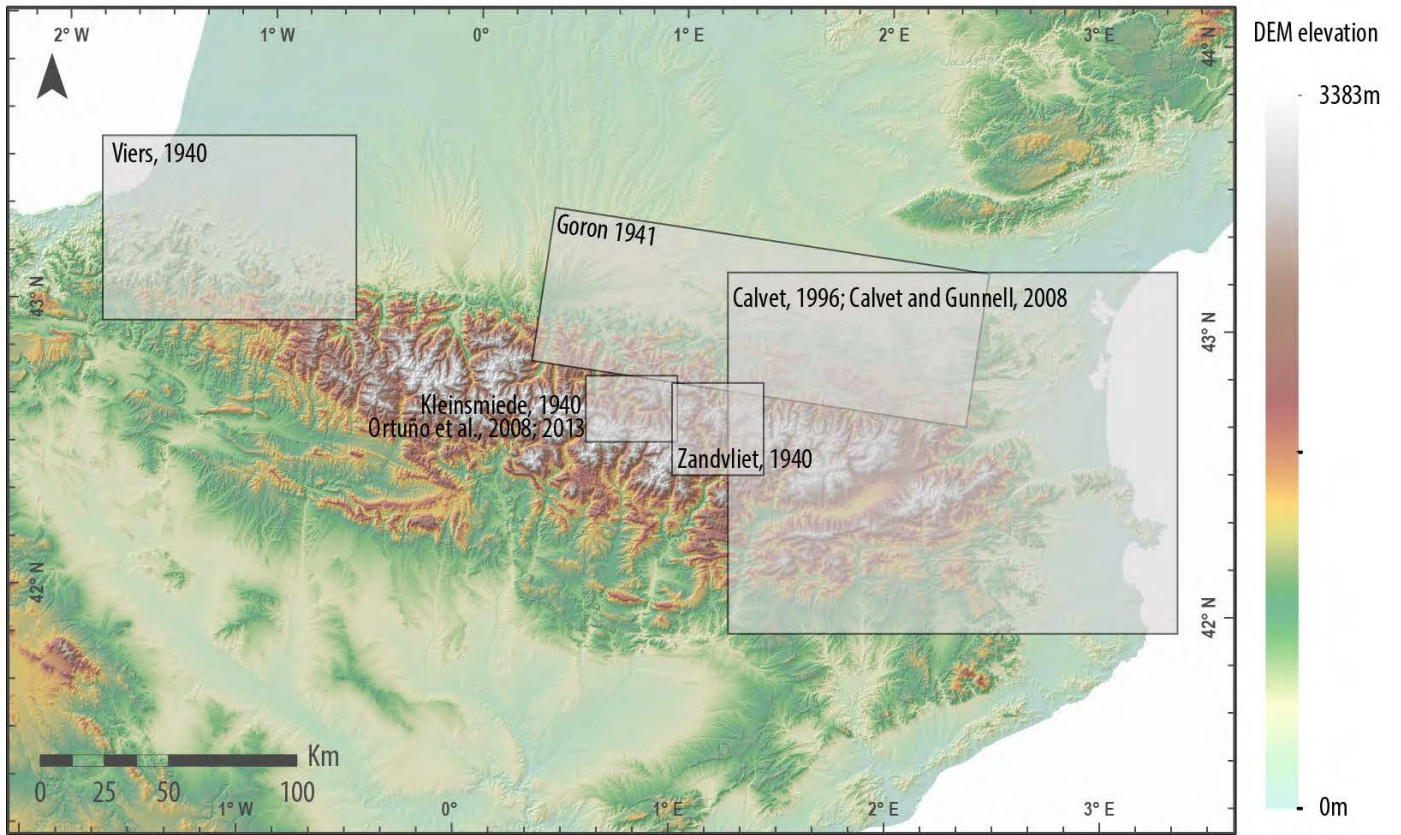 2° W
1° W
0°
1° E
2° E
3° E
44° N
DEM elevation
3383m
Viers, 1940
Goron 1941
43° N
Calvet, 1996; Calvet and Gunnell, 2008
43° N
Kleinsmiede, 1940
Ortuño et al., 2008; 2013
Zandvliet, 1940
42° N
42° N
Km
0 25 50 100
1° W
0°
1° E
2° E
3° E
0m